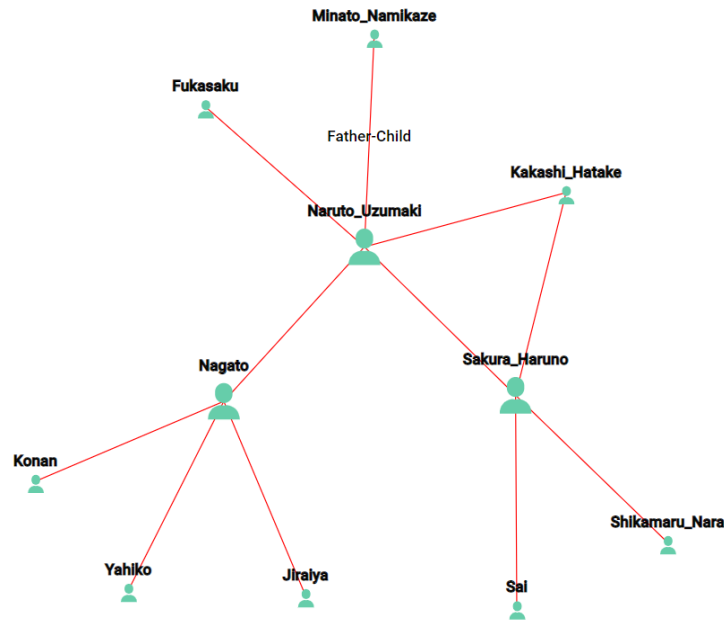 Minato_Namikaze
Fukasaku
Father-Child
Kakashi_Hatake
Naruto_Uzumaki
Sakura_Haruno
Nagato
Konan
Shikamaru_Nara
Yahiko
Jiraiya
Sai